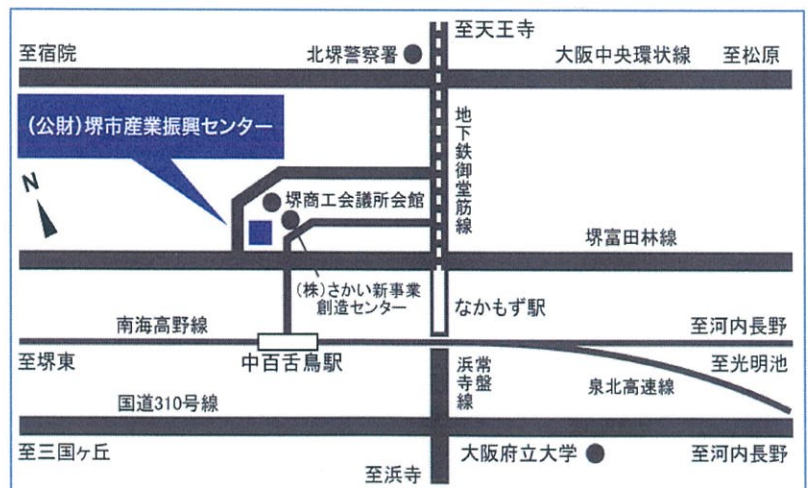 至天王寺
至宿院
北堺警察署
大阪中央環状線
至松原
(公財)堺市産業振興センター
地下鉄御堂筋線
N
堺商工会議所会館
堺富田林線
(株)さかい新事業
創造センター
なかもず駅
南海高野線
至河内長野
至堺東
中百舌鳥駅
常盤
浜寺線
至光明池
泉北高速線
国道310号線
至三国ヶ丘
大阪府立大学
至河内長野
至浜寺